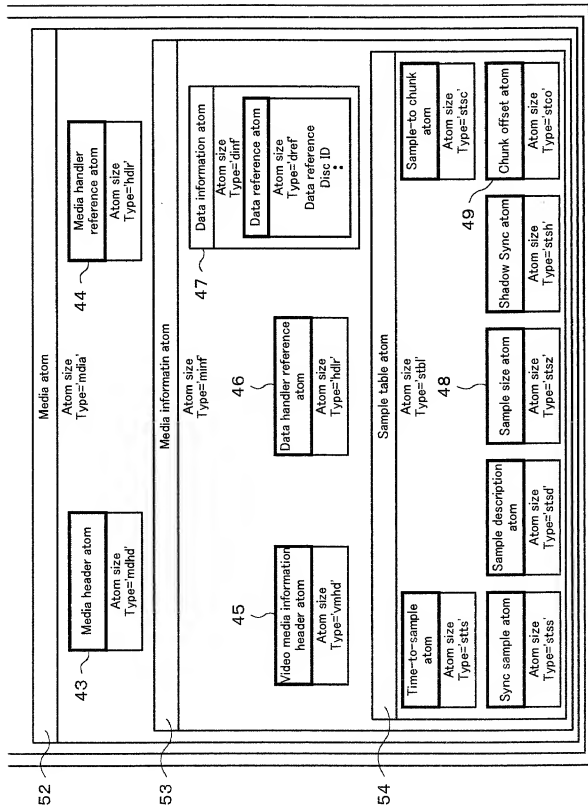 52
Media atom
Atom size
Type='mdia'
43
Media header atom
Atom size
Type='mdhd'
44
Media handler
reference atom
Atom size
Type='hdlr'
53
Media informatin atom
Atom size
Type='minf'
45
Video media information
header atom
Atom size
Type='vmhd'
46
Data handler reference
atom
Atom size
Type='hdlr'
47
Data information atom
Atom size
Type='dinf'
Data reference atom
Atom size
Type='dref'
Data reference
Disc ID
54
Sample table atom
Atom size
Type='stbl'
Time-to-sample
atom
Atom size
Type='stts'
Sample-to chunk
atom
Atom size
Type='stsc'
Sync sample atom
Atom size
Type='stss'
Sample description
atom
Atom size
Type='stsd'
48
Sample size atom
Atom size
Type='stsz'
Shadow Sync atom
Atom size
Type='stsh'
49
Chunk offset atom
Atom size
Type='stco'